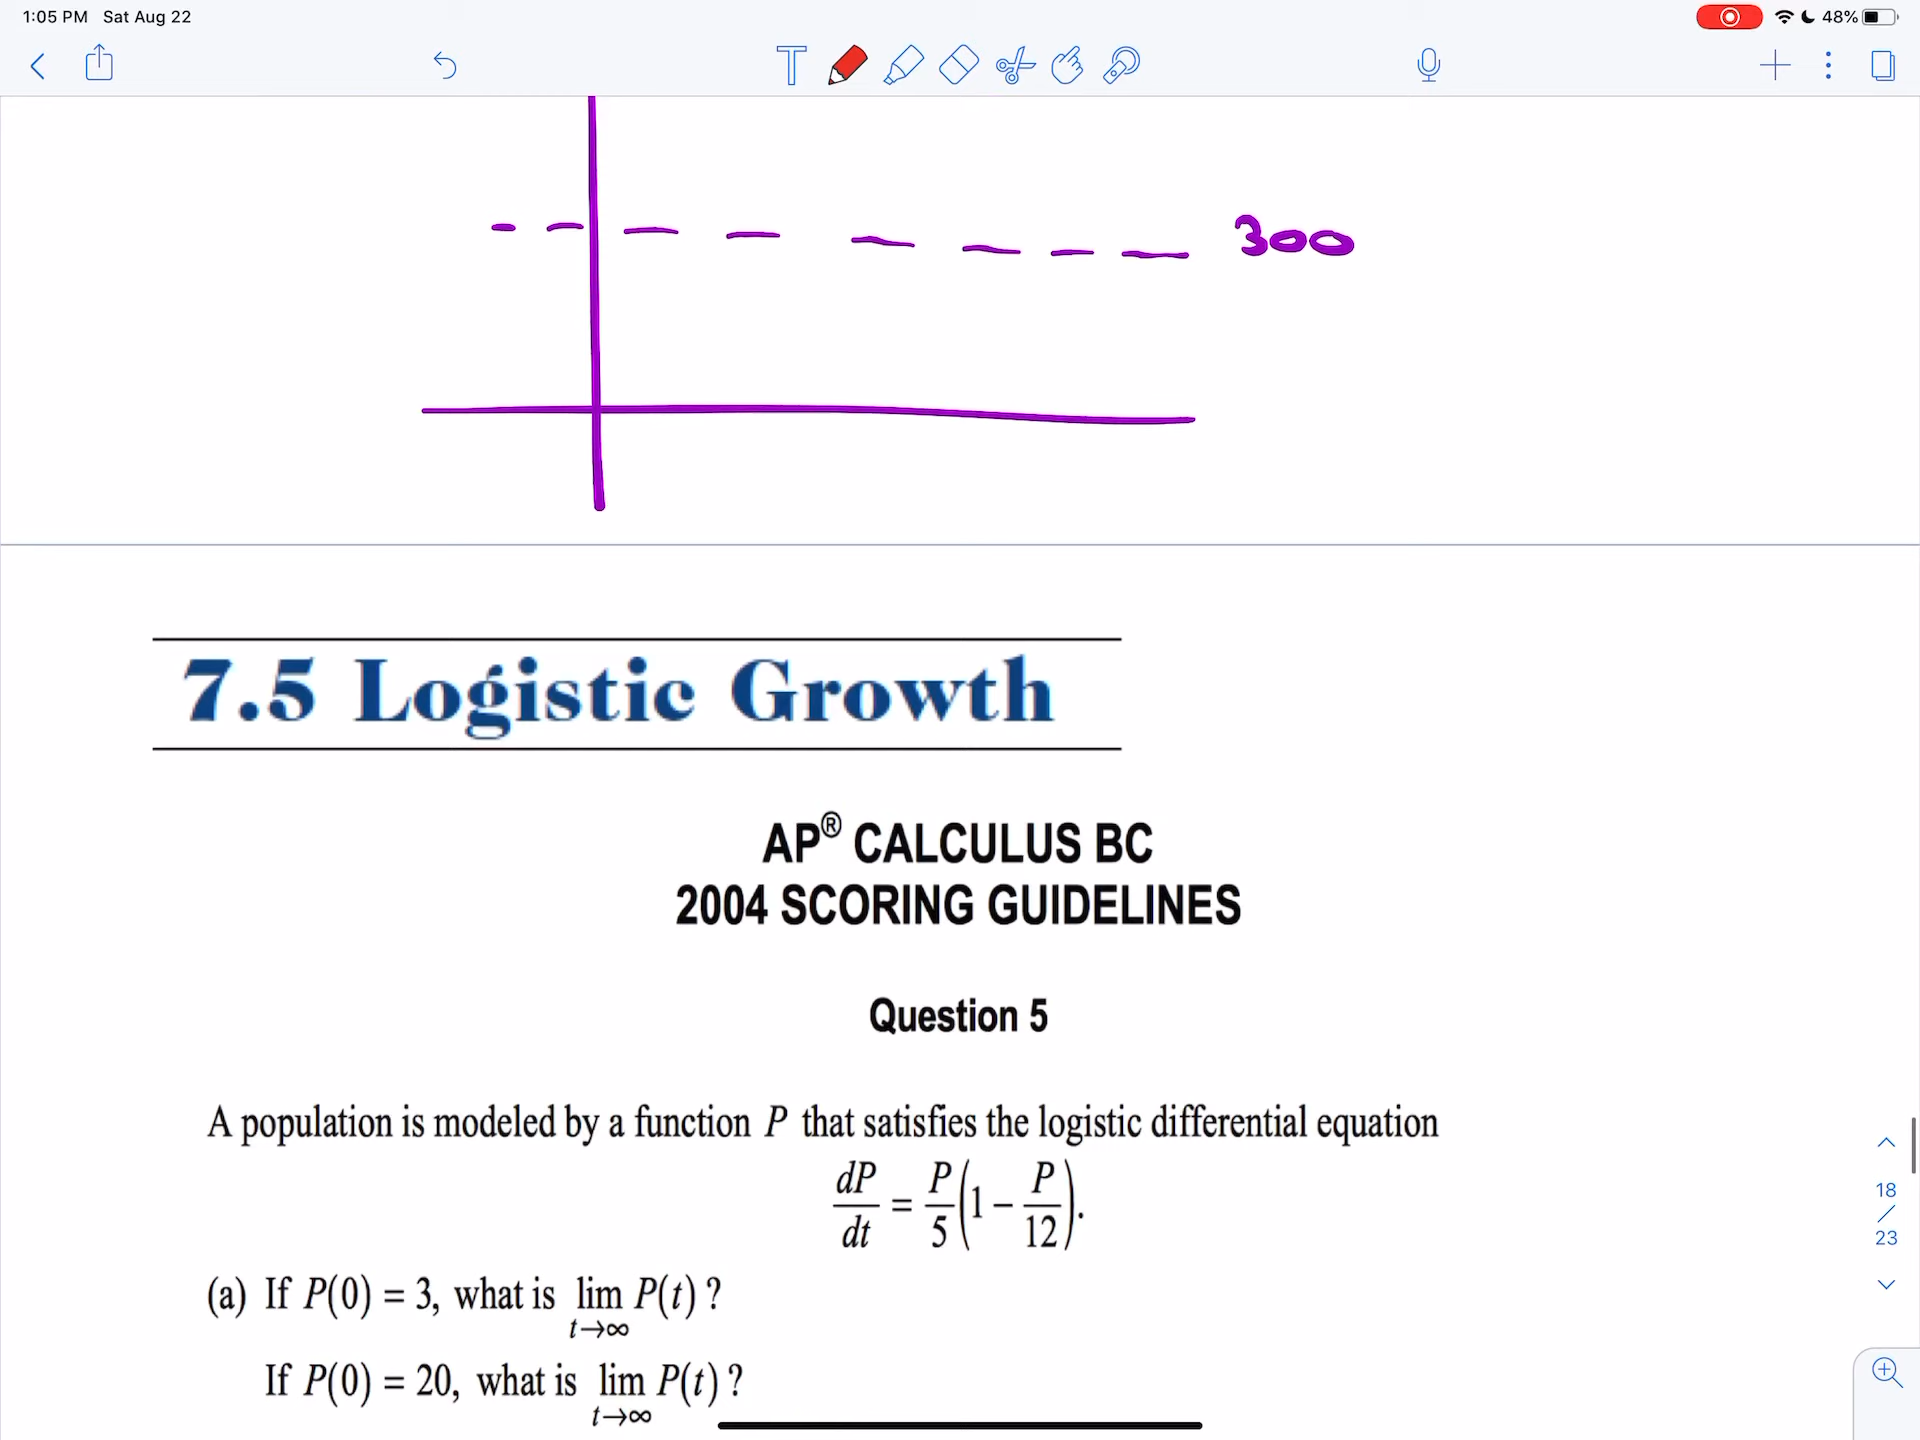 1:05 PM Sat Aug 22
48%
T
300
7.5 Logistic Growth
AP® CALCULUS BC
2004 SCORING GUIDELINES
Question 5
A population is modeled by a function P that satisfies the logistic differential equation
dP/dt = P/5(1 − P/12).
(a) If P(0) = 3, what is lim t→∞ P(t) ?
If P(0) = 20, what is lim t→∞ P(t) ?
18
/
23